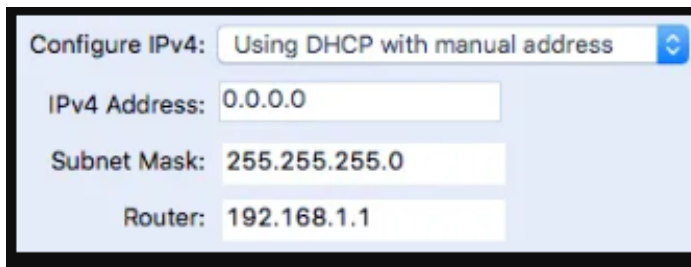 Configure IPv4: Using DHCP with manual address
IPv4 Address: 0.0.0.0
Subnet Mask: 255.255.255.0
Router: 192.168.1.1